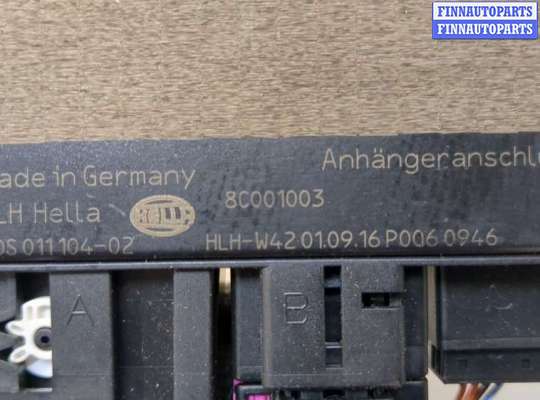 FINNAUTOPARTS
FINNAUTOPARTS
ade in Germany
Anhängeranschlu
LH Hella
HELLA
8C001003
DS 011 104-02
HLH-W42 01.09.16 P006 0946
A
B